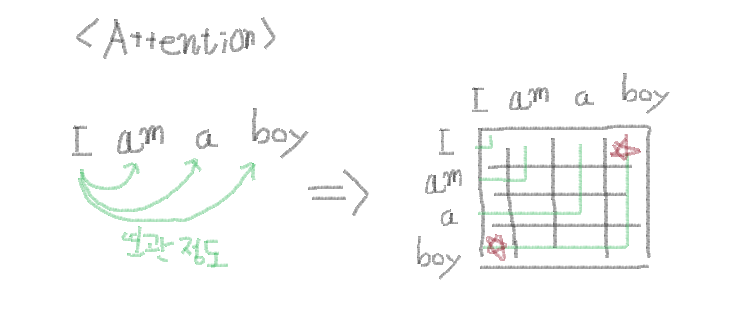 <Attention>
I am a boy
연관 정도
=>
I am a boy
I
am
a
boy